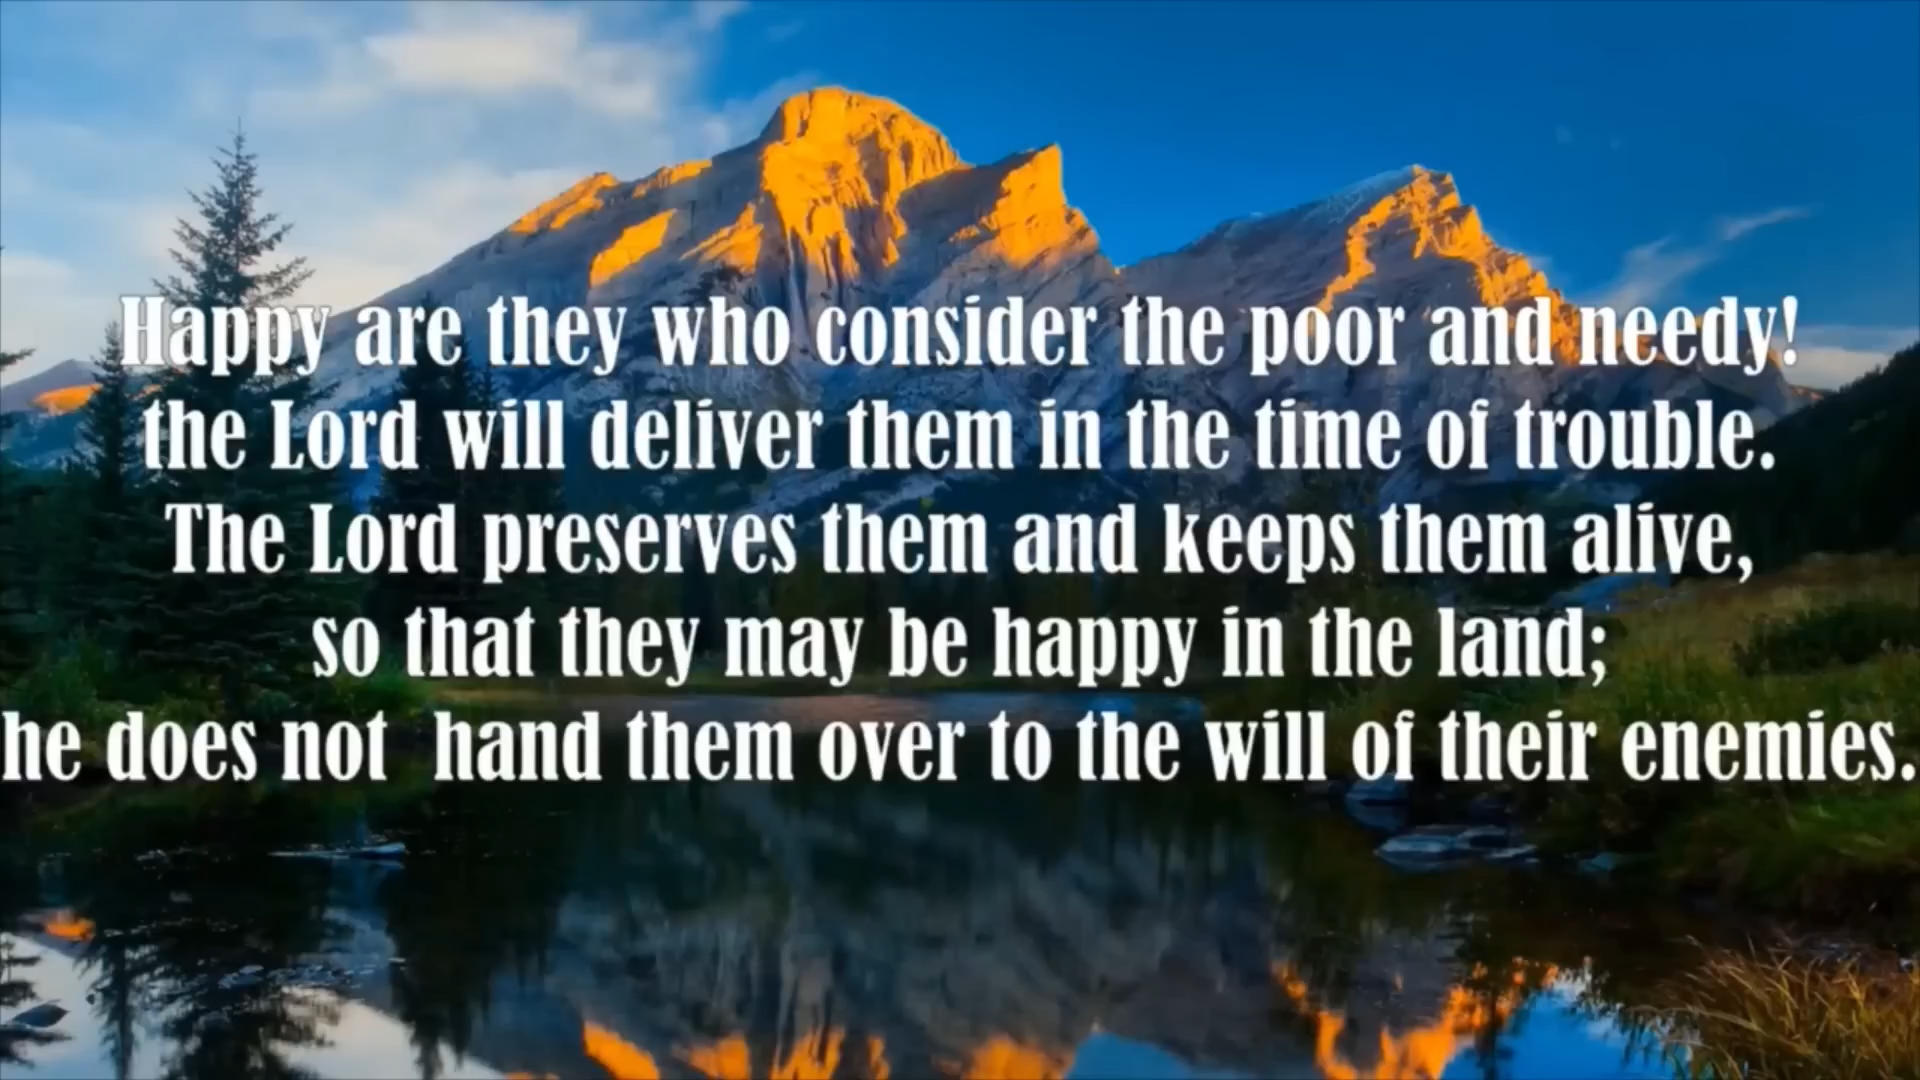 Happy are they who consider the poor and needy!
the Lord will deliver them in the time of trouble.
The Lord preserves them and keeps them alive,
so that they may be happy in the land;
he does not  hand them over to the will of their enemies.